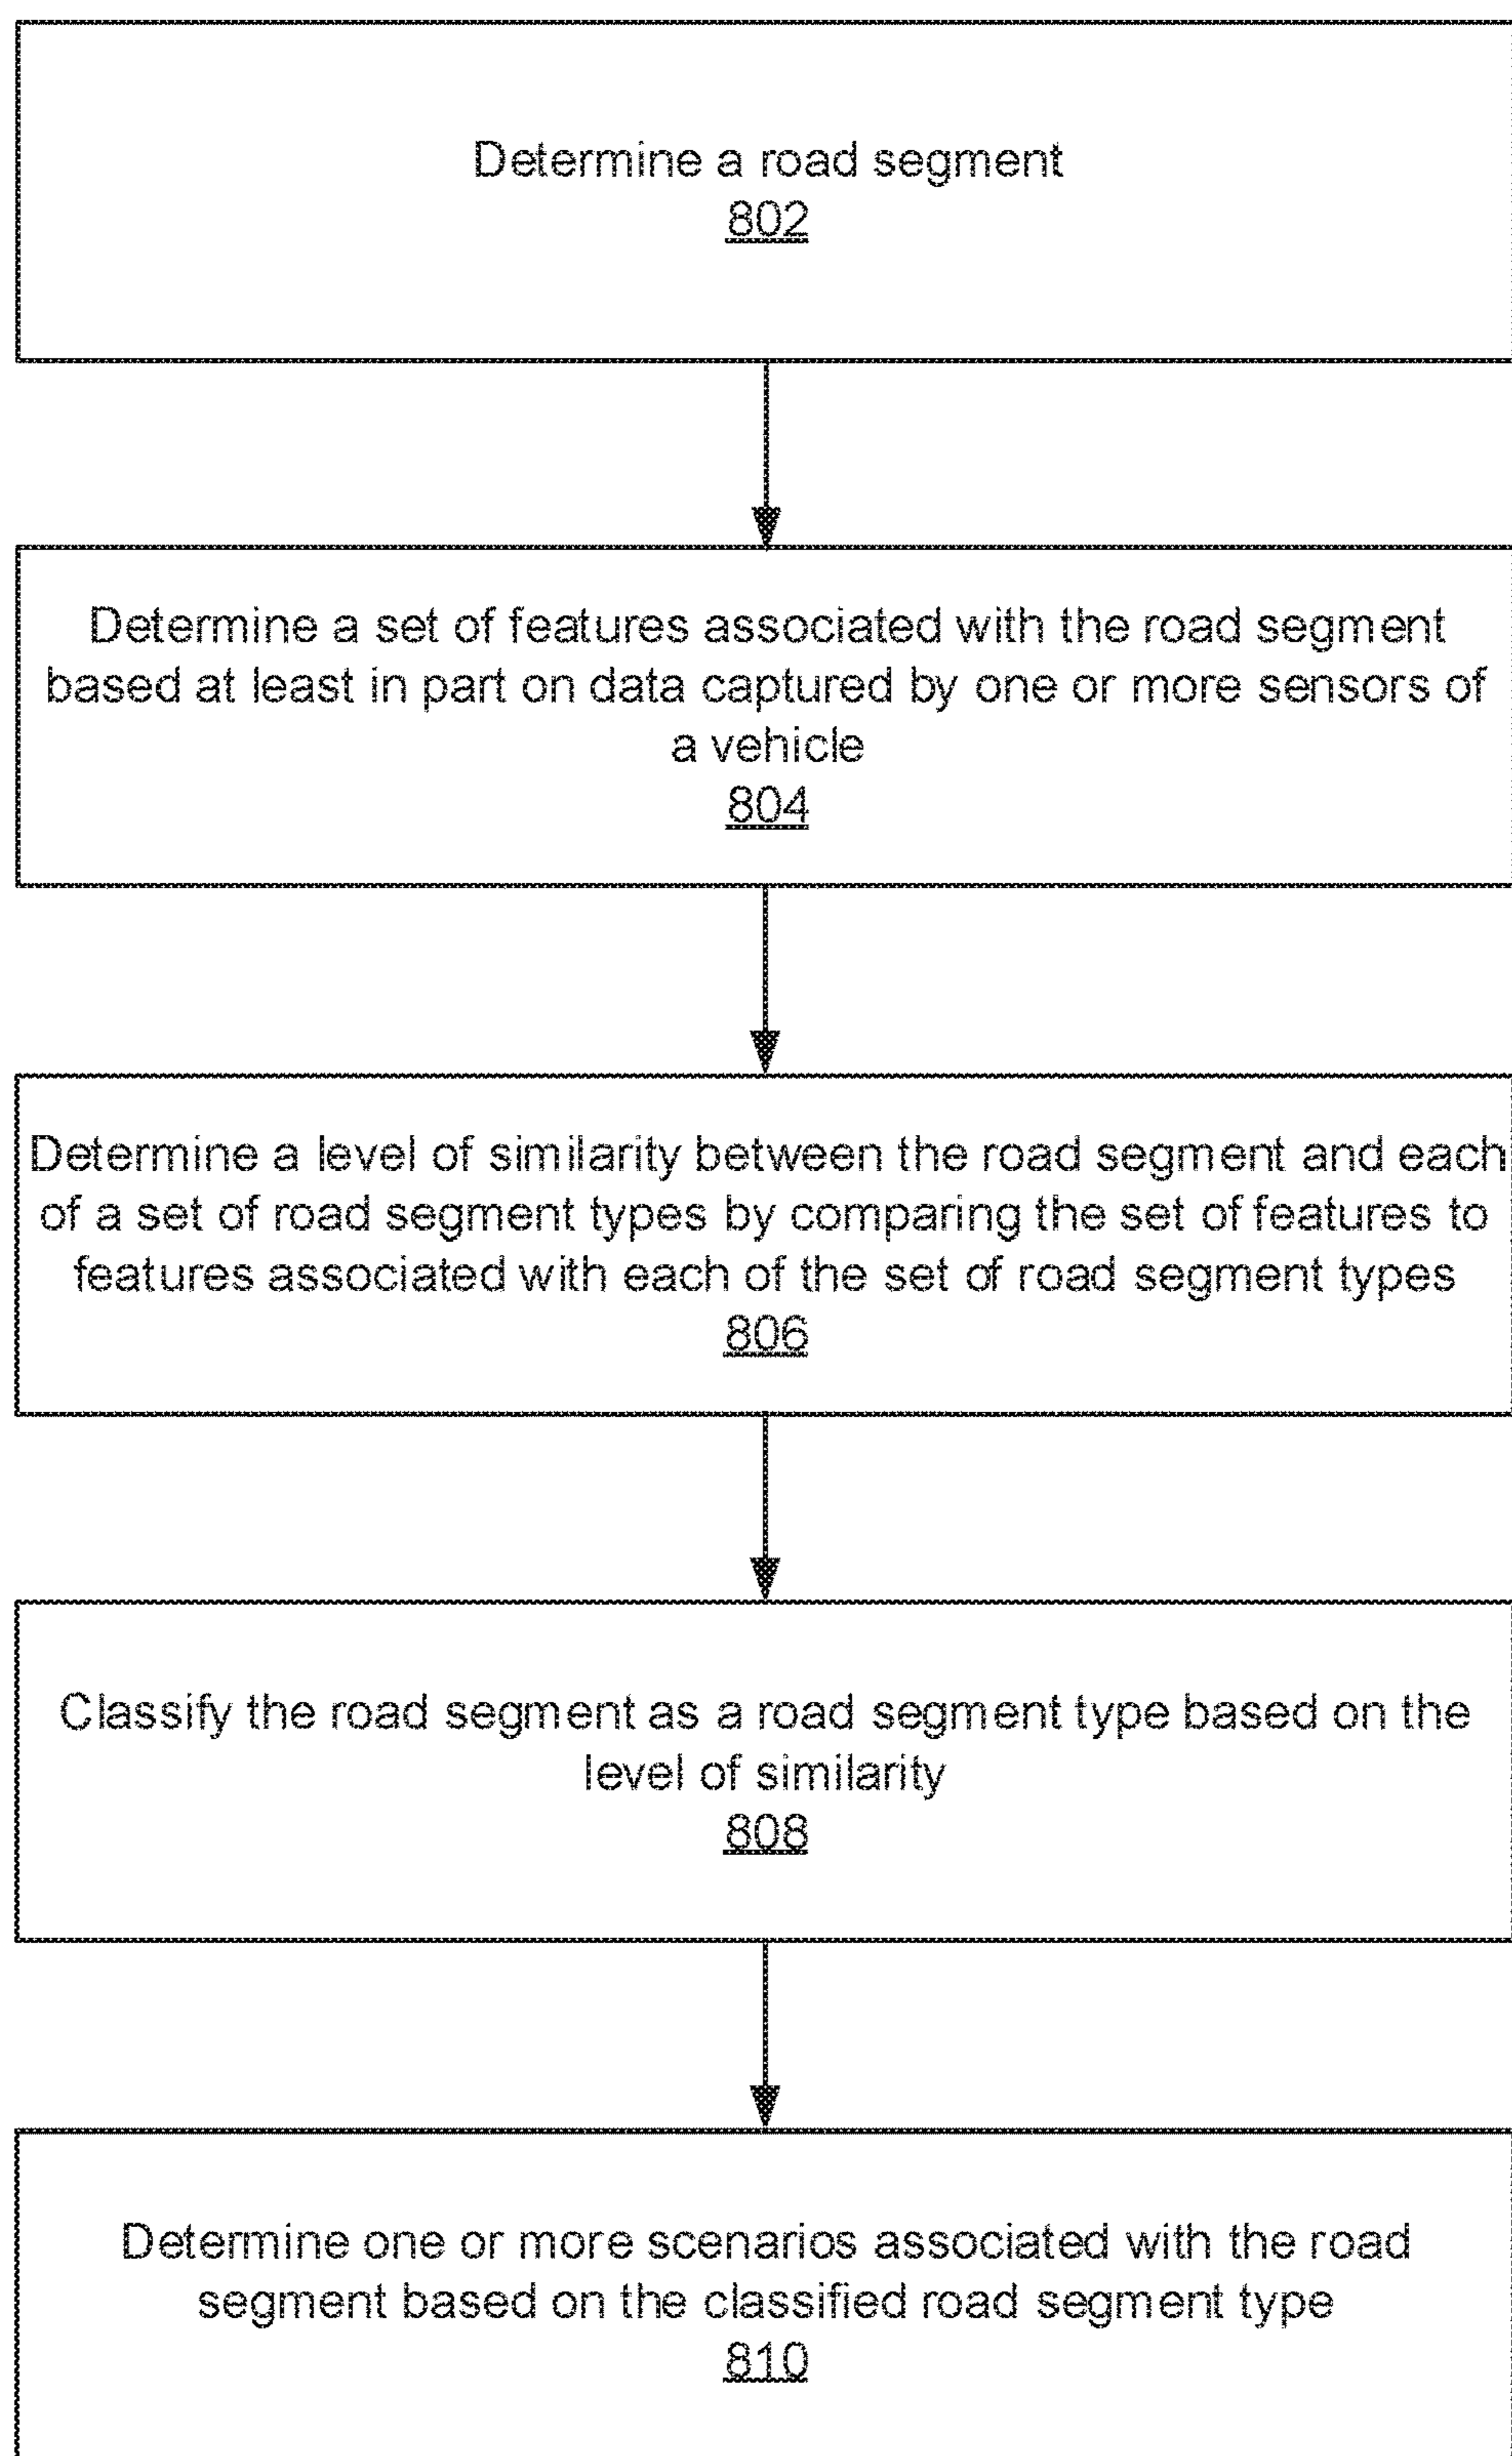 Determine a road segment
802
Determine a set of features associated with the road segment
based at least in part on data captured by one or more sensors of
a vehicle
804
Determine a level of similarity between the road segment and each
of a set of road segment types by comparing the set of features to
features associated with each of the set of road segment types
806
Classify the road segment as a road segment type based on the
level of similarity
808
Determine one or more scenarios associated with the road
segment based on the classified road segment type
810